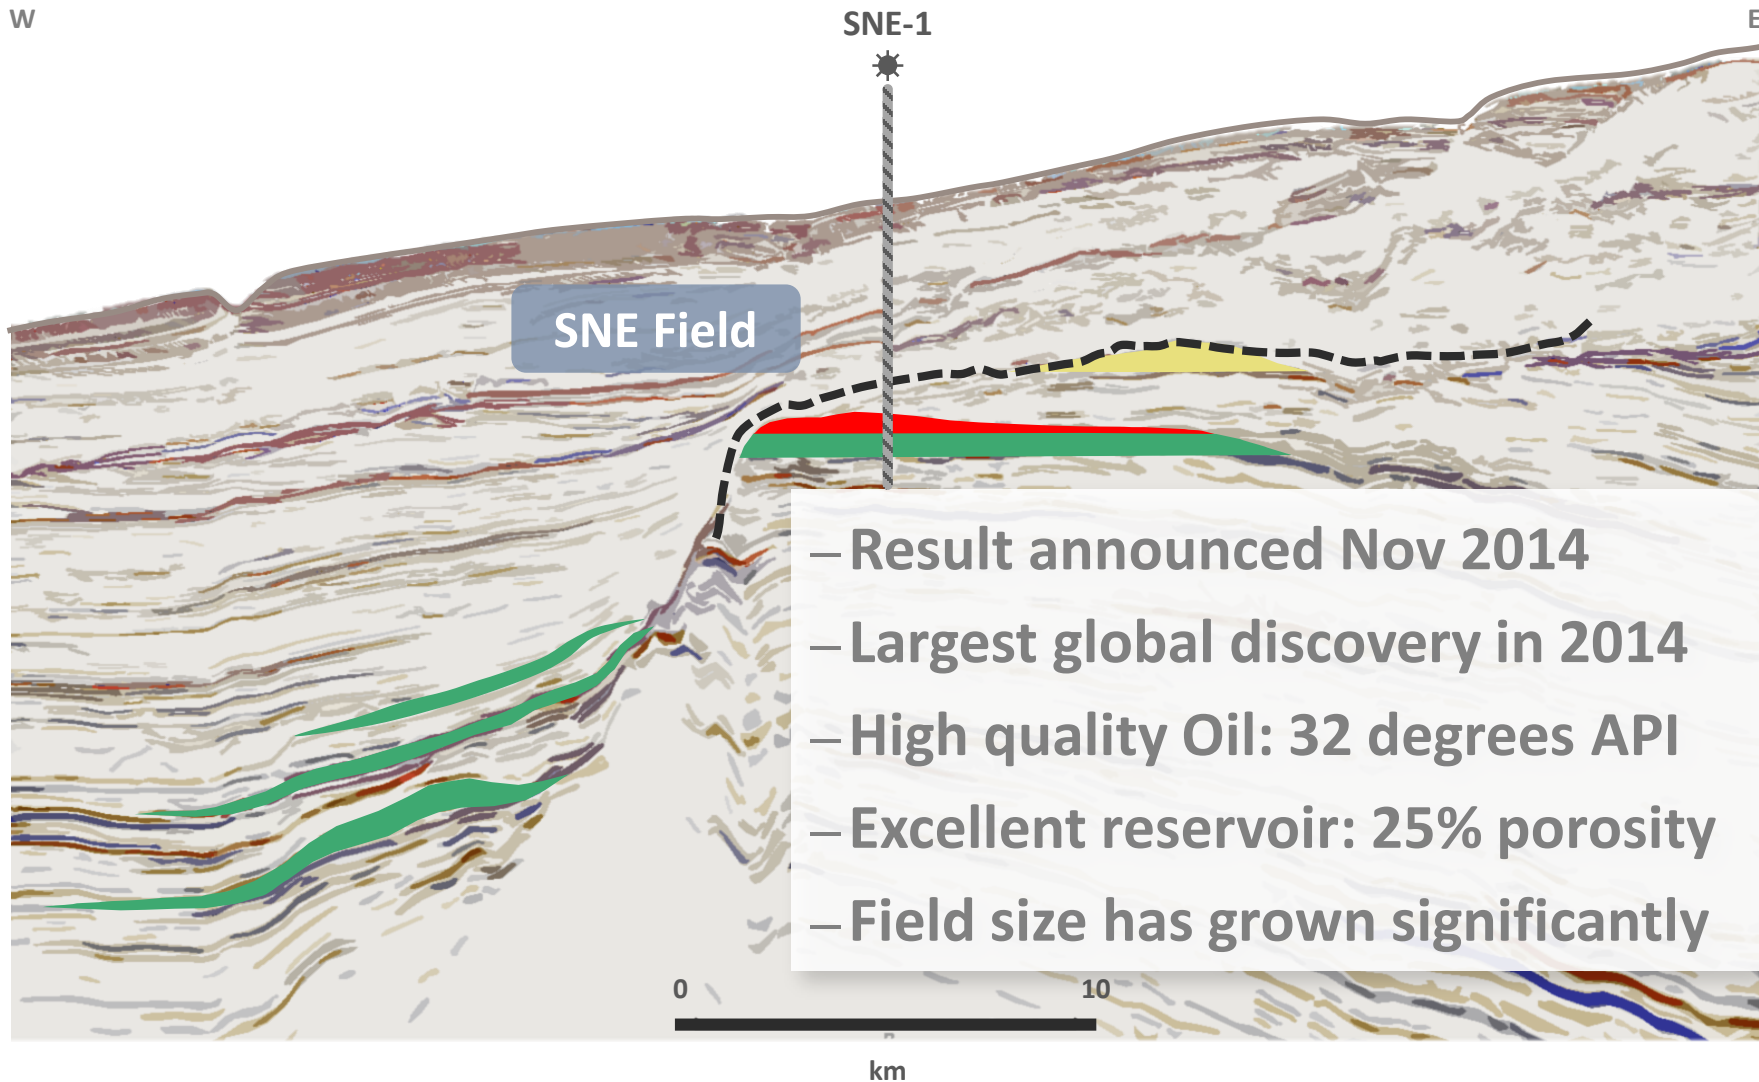 W
SNE-1
E
SNE Field
– Result announced Nov 2014
– Largest global discovery in 2014
– High quality Oil: 32 degrees API
– Excellent reservoir: 25% porosity
– Field size has grown significantly
0 10
km